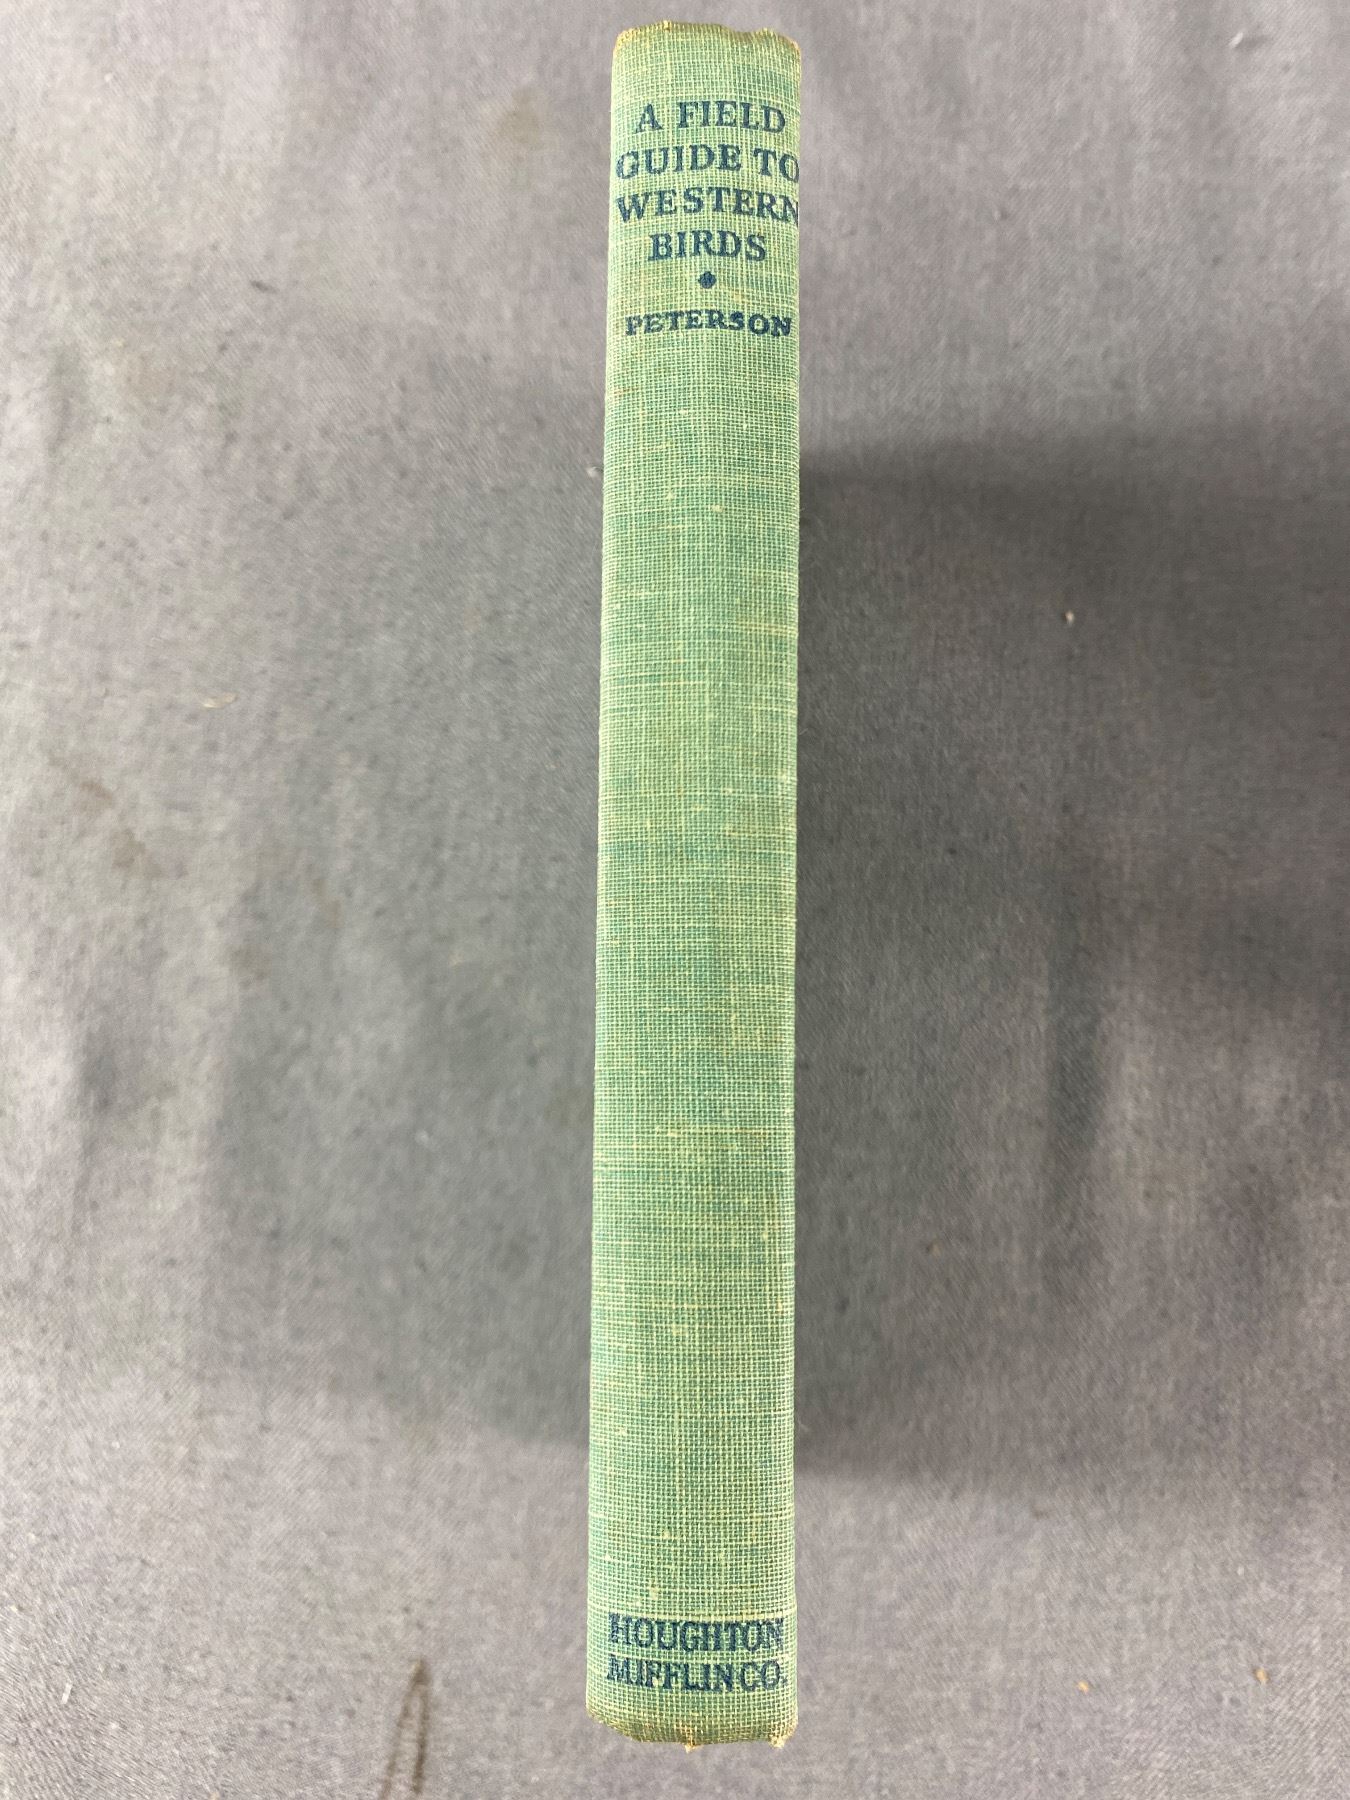 A FIELD
GUIDE TO
WESTERN
BIRDS
PETERSON
HOUGHTON
MIFFLIN CO.